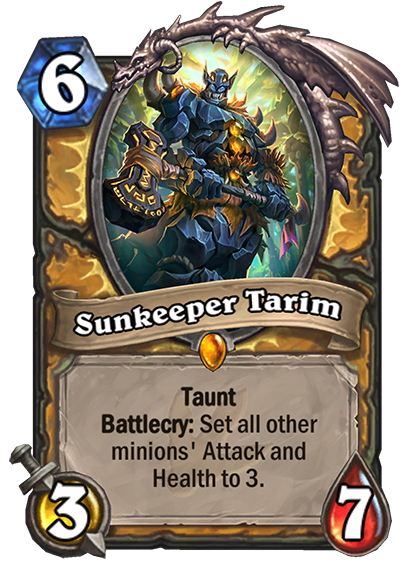 6
Sunkeeper Tarim
Taunt
Battlecry: Set all other
minions' Attack and
Health to 3.
3
7